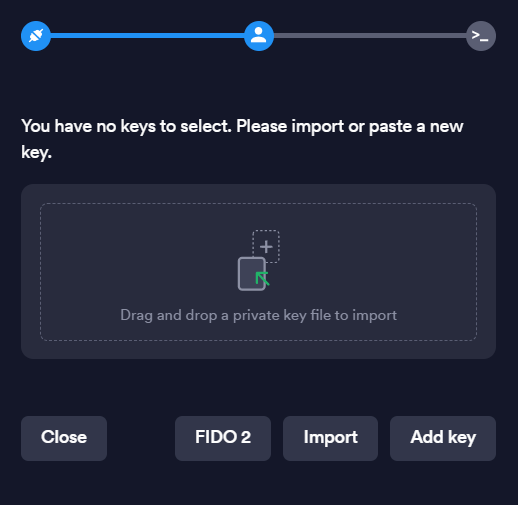 >_
You have no keys to select. Please import or paste a new
key.
Drag and drop a private key file to import
Close
FIDO 2
Import
Add key